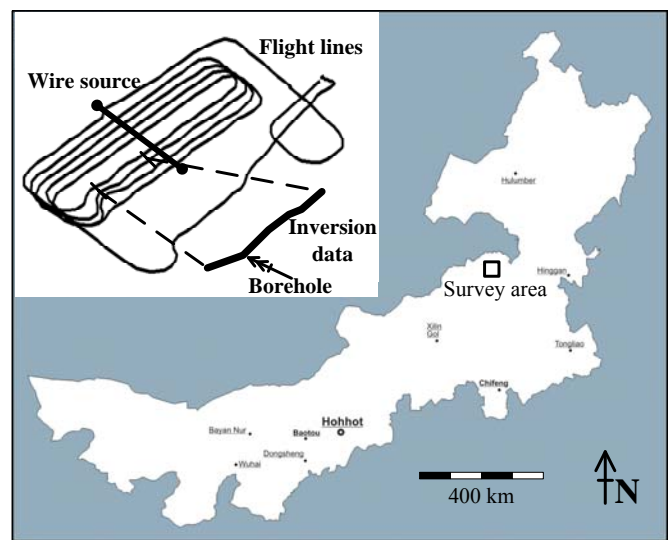 Flight lines
Wire source
Inversion
data
Borehole
Hulumber
Hinggan
Survey area
Xilin
Gol
Tongliao
Chifeng
Hohhot
Bayan Nur
Baotou
Dongsheng
Wuhai
400 km
N